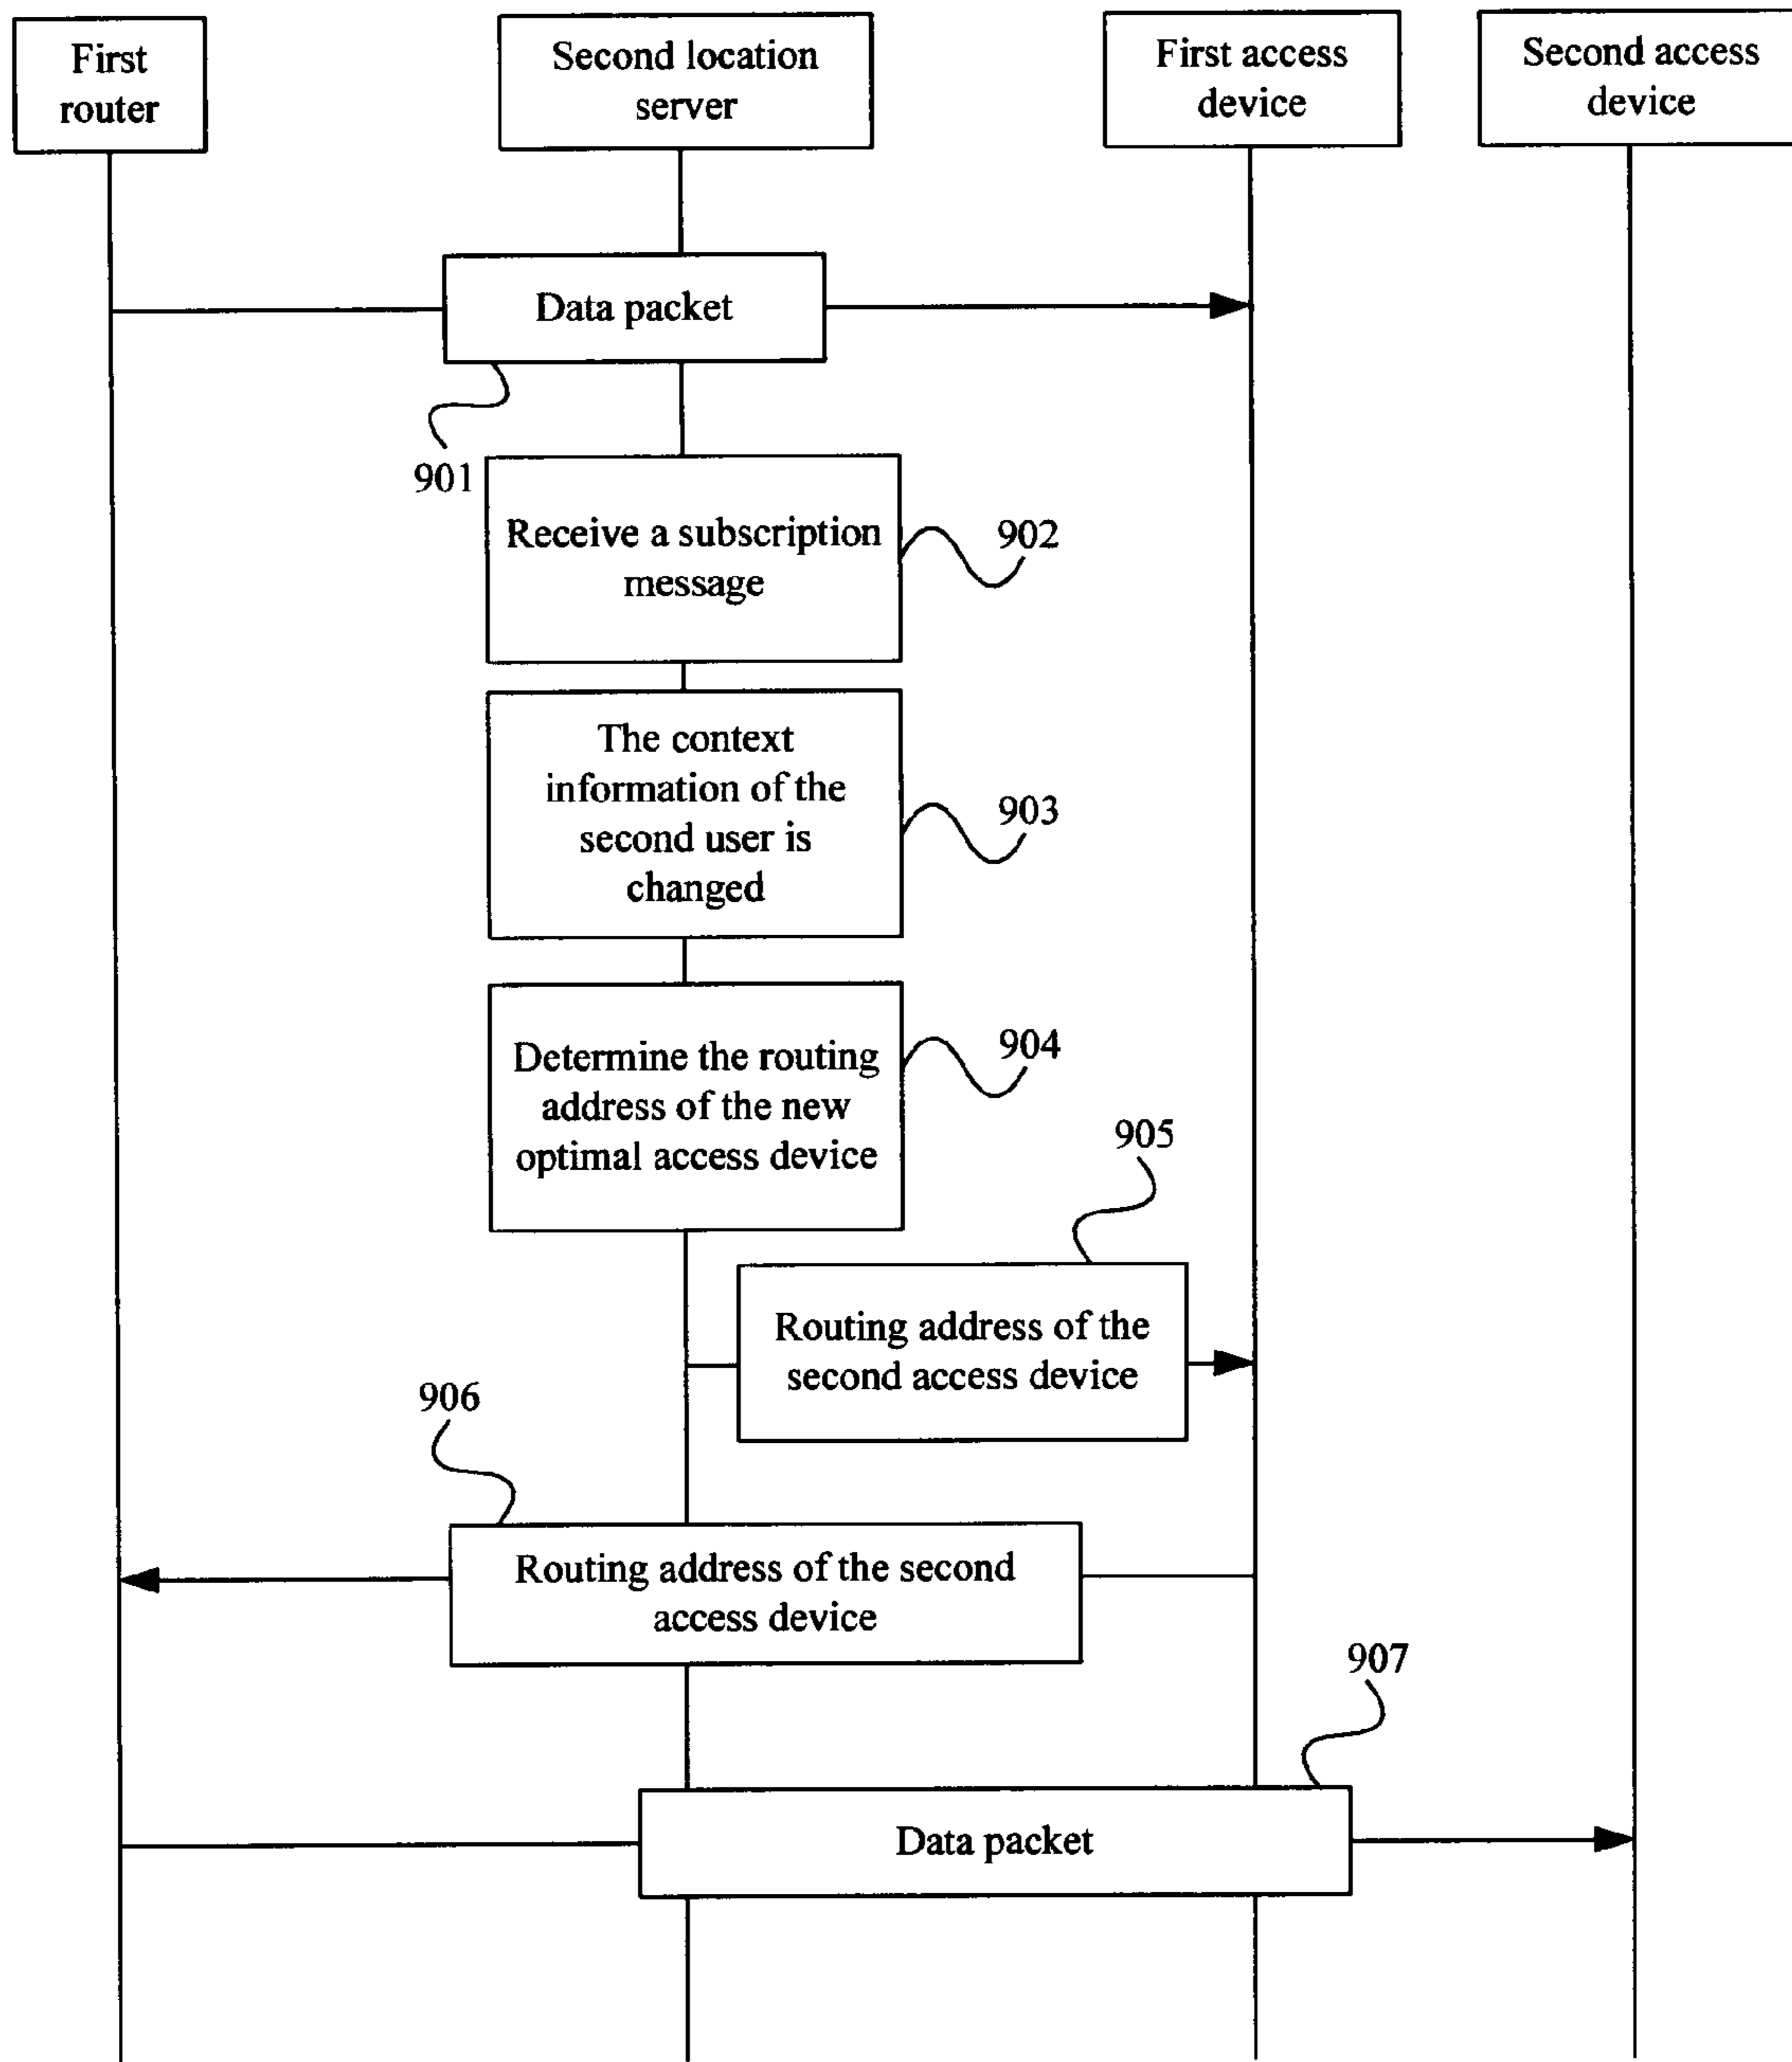 First
router
Second location
server
First access
device
Second access
device
Data packet
901
Receive a subscription
message
902
The context
information of the
second user is
changed
903
Determine the routing
address of the new
optimal access device
904
905
Routing address of the
second access device
906
Routing address of the second
access device
907
Data packet